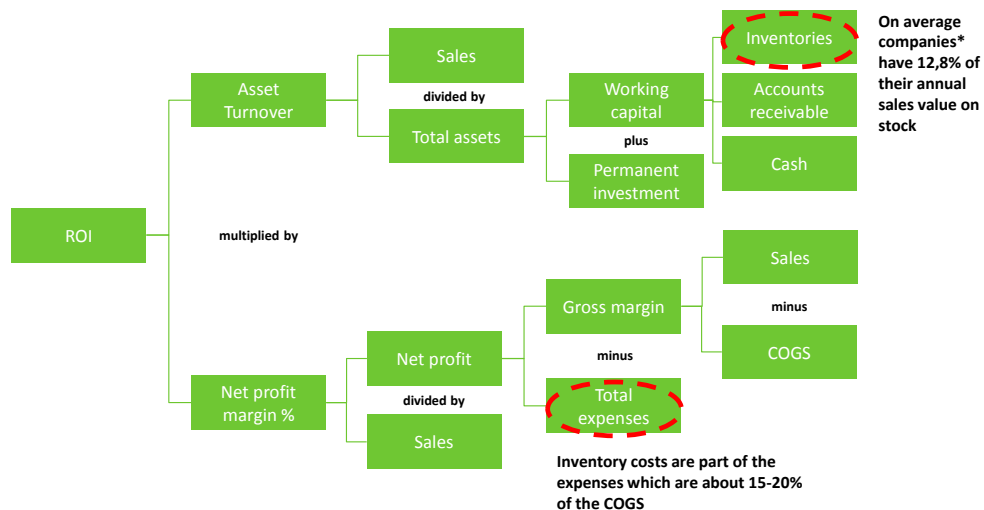 Inventories
On average
companies*
have 12,8% of
their annual
sales value on
stock
Sales
Asset
Turnover
divided by
Working
capital
Accounts
receivable
Total assets
plus
Permanent
investment
Cash
ROI
multiplied by
Sales
Gross margin
minus
Net profit
minus
COGS
Net profit
margin %
divided by
Total
expenses
Sales
Inventory costs are part of the
expenses which are about 15-20%
of the COGS